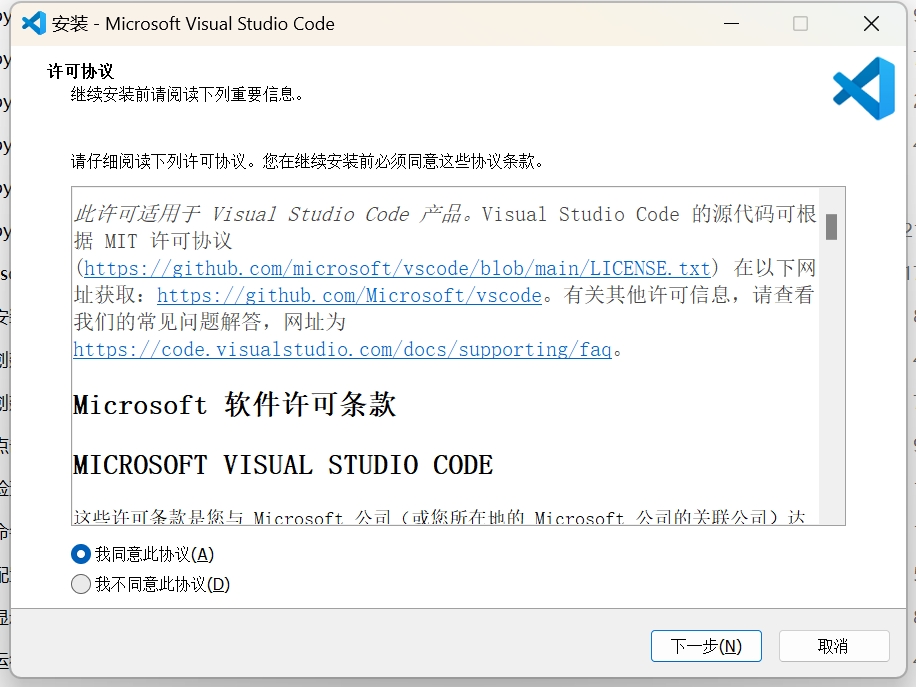 安装 - Microsoft Visual Studio Code
许可协议
继续安装前请阅读下列重要信息。
请仔细阅读下列许可协议。您在继续安装前必须同意这些协议条款。
此许可适用于 Visual Studio Code 产品。Visual Studio Code 的源代码可根
据 MIT 许可协议
(https://github.com/microsoft/vscode/blob/main/LICENSE.txt) 在以下网
址获取：https://github.com/Microsoft/vscode。有关其他许可信息，请查看
我们的常见问题解答，网址为
https://code.visualstudio.com/docs/supporting/faq。
Microsoft 软件许可条款
MICROSOFT VISUAL STUDIO CODE
这些许可条款是您与 Microsoft 公司（或您所在地的 Microsoft 公司的关联公司）达
我同意此协议(A)
我不同意此协议(D)
下一步(N)
取消